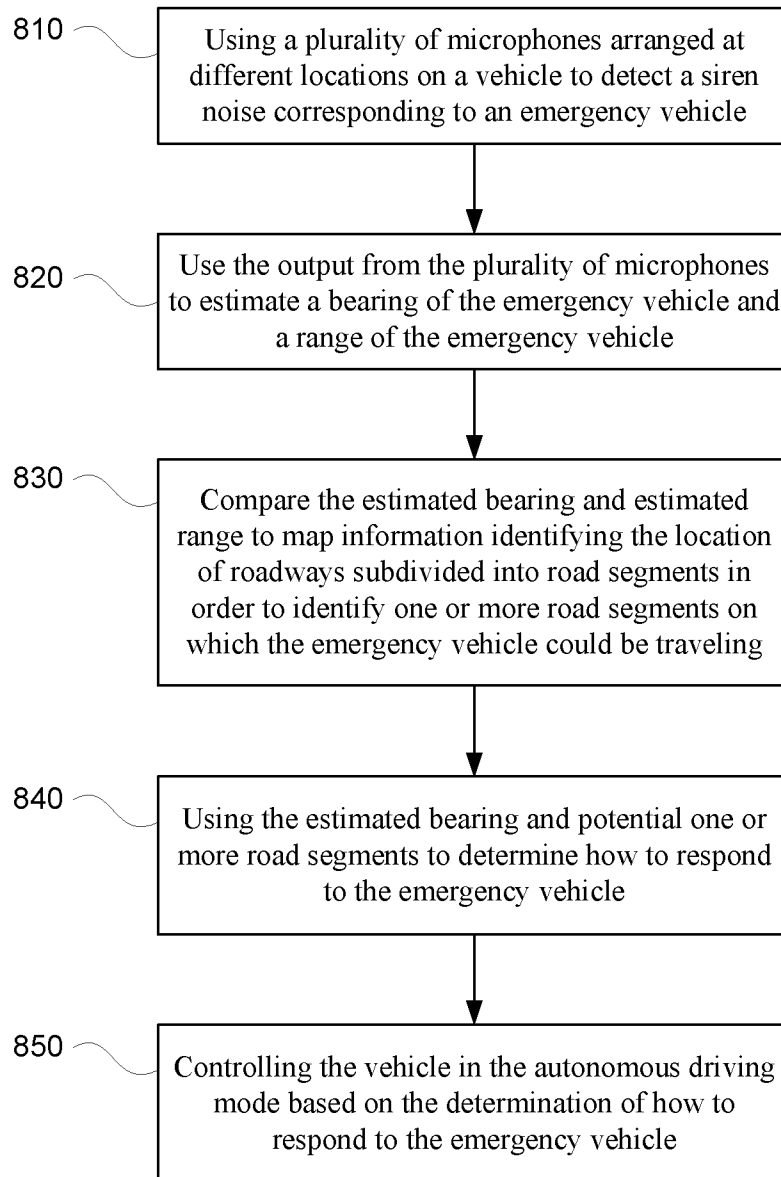 810
Using a plurality of microphones arranged at
different locations on a vehicle to detect a siren
noise corresponding to an emergency vehicle
820
Use the output from the plurality of microphones
to estimate a bearing of the emergency vehicle and
a range of the emergency vehicle
830
Compare the estimated bearing and estimated
range to map information identifying the location
of roadways subdivided into road segments in
order to identify one or more road segments on
which the emergency vehicle could be traveling
840
Using the estimated bearing and potential one or
more road segments to determine how to respond
to the emergency vehicle
850
Controlling the vehicle in the autonomous driving
mode based on the determination of how to
respond to the emergency vehicle